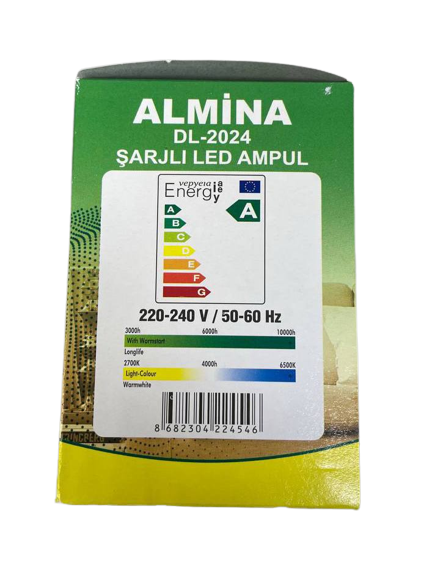 ALMİNA
DL-2024
ŞARJLI LED AMPUL
Energ
A
B
C
D
E
F
G
A
220-240 V / 50-60 Hz
3000h 6000h 10000h
With Warmstart
Longlife
2700K 4000h 6500K
Light-Colour
Warmwhite
8 682304 224546